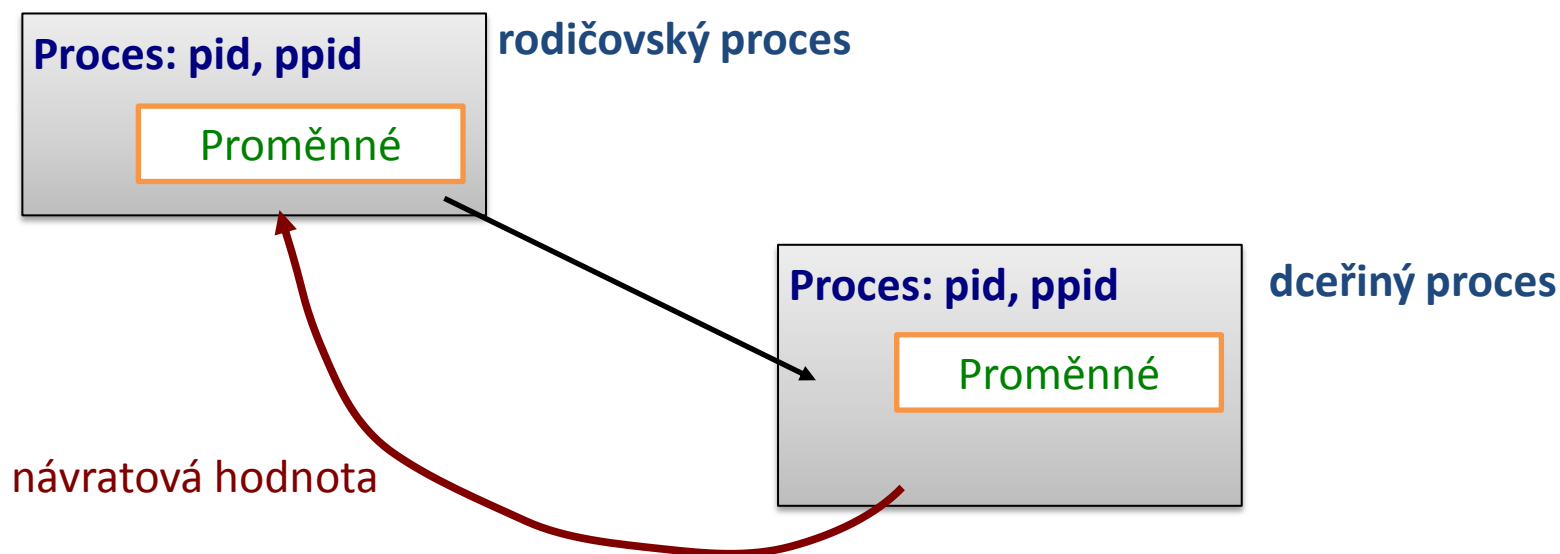 Proces: pid, ppid
rodičovský proces
Proměnné
Proces: pid, ppid
dceřiný proces
Proměnné
návratová hodnota